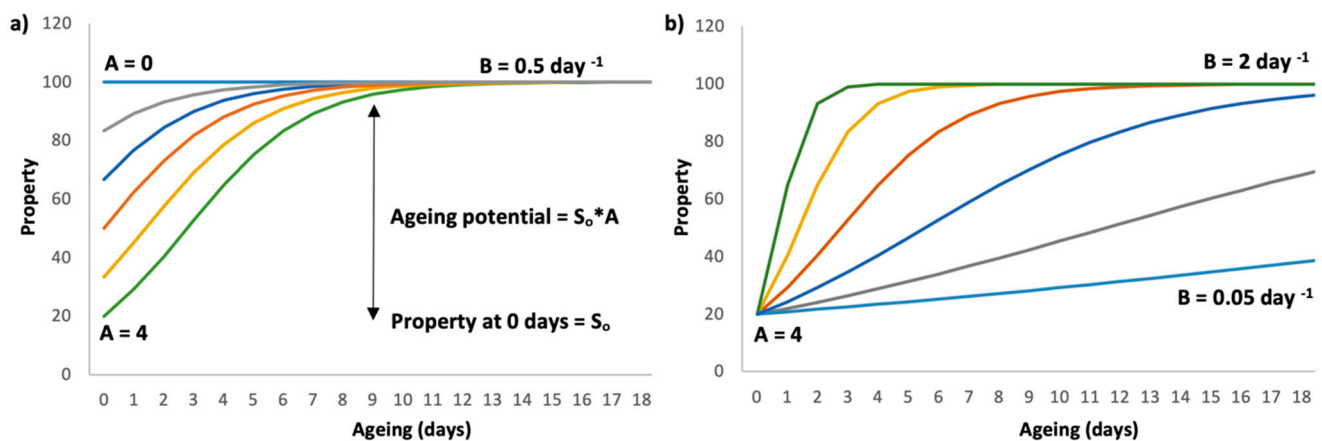 a)
120
100
80
60
40
20
0
Property
A = 0
B = 0.5 day -1
Ageing potential = So*A
Property at 0 days = So
A = 4
0 1 2 3 4 5 6 7 8 9 10 11 12 13 14 15 16 17 18
Ageing (days)
b)
120
100
80
60
40
20
0
Property
B = 2 day -1
B = 0.05 day -1
A = 4
0 1 2 3 4 5 6 7 8 9 10 11 12 13 14 15 16 17 18
Ageing (days)